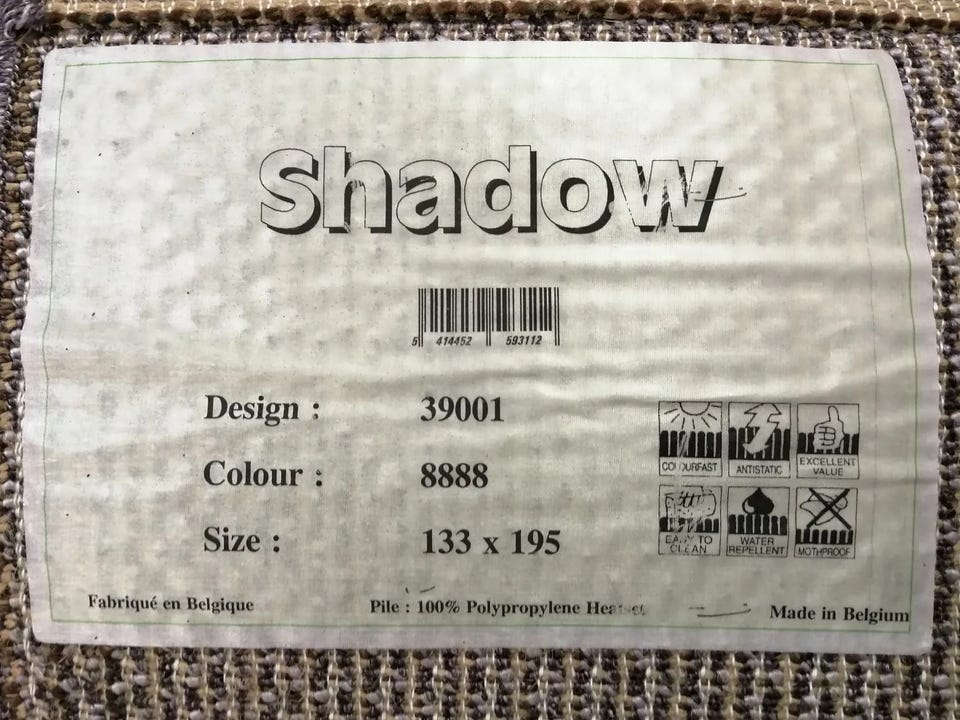 Shadow
5 414452 593112
Design : 39001
Colour : 8888
Size : 133 x 195
COLOURFAST
ANTISTATIC
EXCELLENT
VALUE
EASY TO
CLEAN
WATER
REPELLENT
MOTHPROOF
Fabriqué en Belgique
Pile : 100% Polypropylene Heatset
Made in Belgium